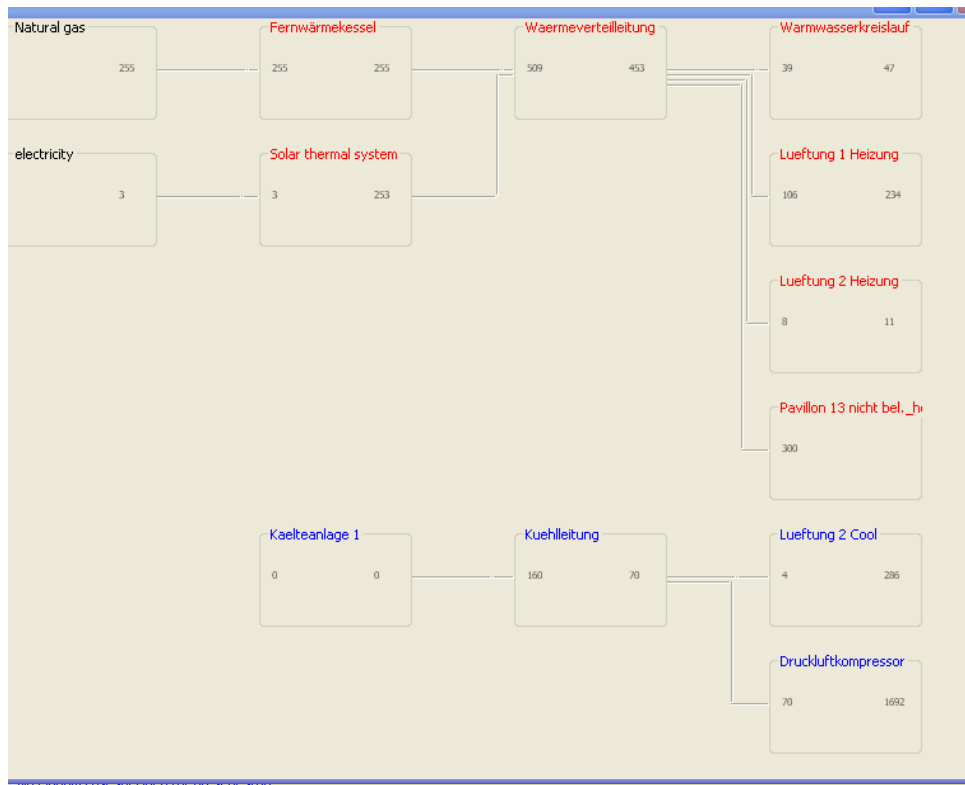 Natural gas Fernwärmekessel Waermeverteilleitung Warmwasserkreislauf
255 255 255 509 453 39 47
electricity Solar thermal system Lueftung 1 Heizung
3 3 253 106 234
Lueftung 2 Heizung
8 11
Pavillon 13 nicht bel._h
300
Kaelteanlage 1 Kuehlleitung Lueftung 2 Cool
0 0 160 70 4 286
Druckluftkompressor
70 1692